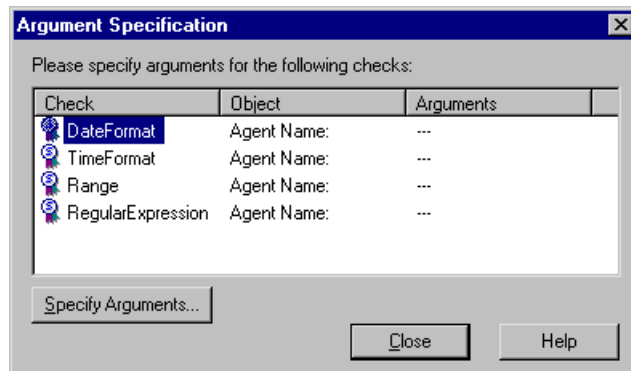 Argument Specification
Please specify arguments for the following checks:
Check Object Arguments
DateFormat Agent Name: ---
TimeFormat Agent Name: ---
Range Agent Name: ---
RegularExpression Agent Name: ---
Specify Arguments...
Close Help